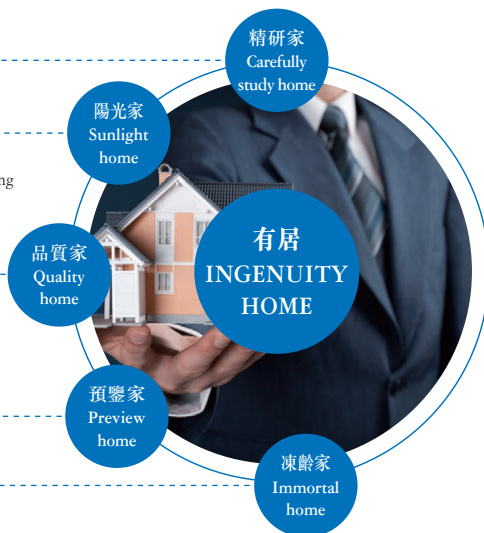 精研家
Carefully
study home
陽光家
Sunlight
home
ng
品質家
Quality
home
有居
INGENUITY
HOME
預鑒家
Preview
home
凍齡家
Immortal
home